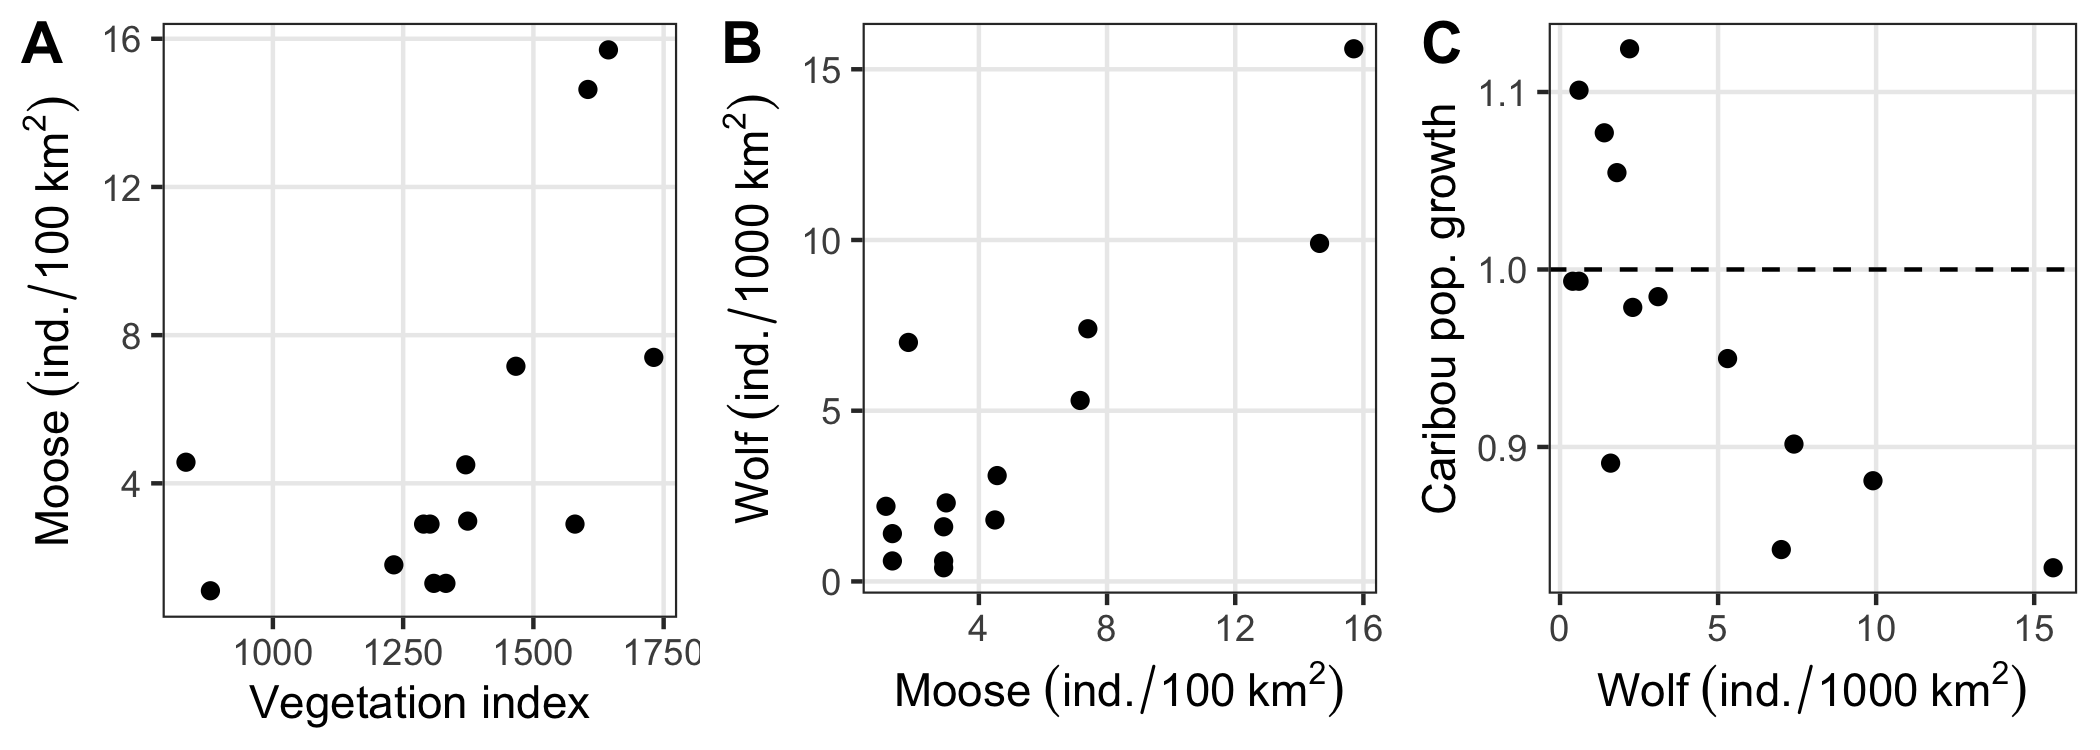 A
16
12
8
4
Moose (ind./100 km²)
1000 1250 1500 1750
Vegetation index
B
15
10
5
0
Wolf (ind./1000 km²)
4 8 12 16
Moose (ind./100 km²)
C
1.1
1.0
0.9
Caribou pop. growth
0 5 10 15
Wolf (ind./1000 km²)